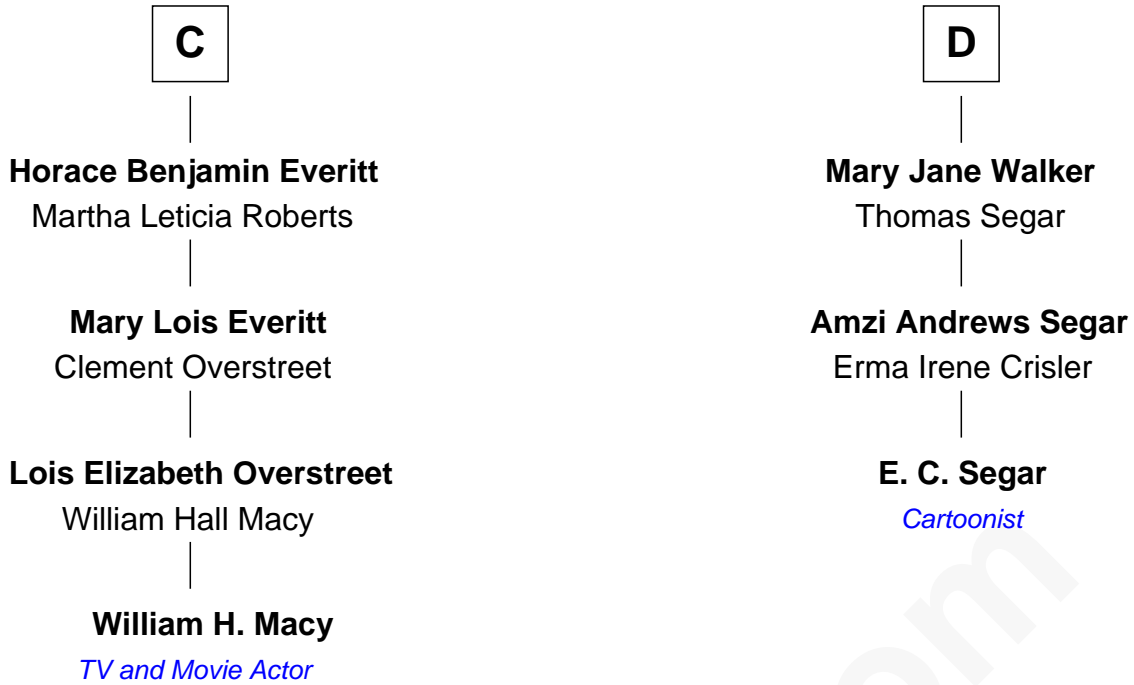 C
Horace Benjamin Everitt
Martha Leticia Roberts
Mary Lois Everitt
Clement Overstreet
Lois Elizabeth Overstreet
William Hall Macy
William H. Macy
TV and Movie Actor
D
Mary Jane Walker
Thomas Segar
Amzi Andrews Segar
Erma Irene Crisler
E. C. Segar
Cartoonist
om